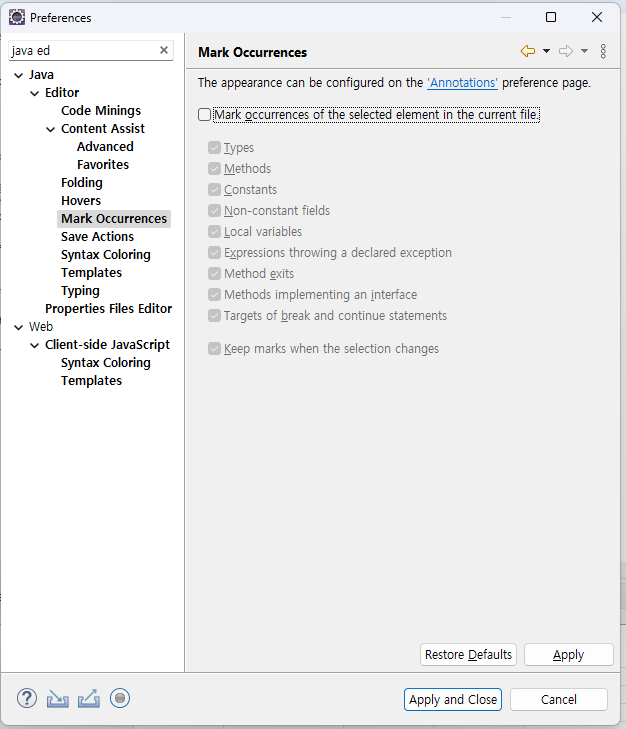 Preferences
java ed
Java
Editor
Code Minings
Content Assist
Advanced
Favorites
Folding
Hovers
Mark Occurrences
Save Actions
Syntax Coloring
Templates
Typing
Properties Files Editor
Web
Client-side JavaScript
Syntax Coloring
Templates
Mark Occurrences
The appearance can be configured on the 'Annotations' preference page.
Mark occurrences of the selected element in the current file.
Types
Methods
Constants
Non-constant fields
Local variables
Expressions throwing a declared exception
Method exits
Methods implementing an interface
Targets of break and continue statements
Keep marks when the selection changes
Restore Defaults
Apply
Apply and Close
Cancel